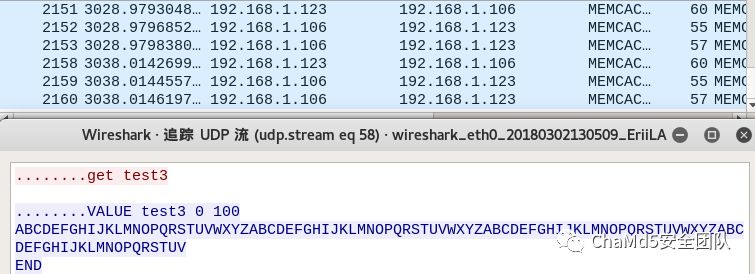 2151 3028.9793048… 192.168.1.123 192.168.1.106 MEMCAC… 60 MEMC
2152 3028.9796852… 192.168.1.106 192.168.1.123 MEMCAC… 55 MEMC
2153 3028.9798380… 192.168.1.106 192.168.1.123 MEMCAC… 57 MEMC
2158 3038.0142699… 192.168.1.123 192.168.1.106 MEMCAC… 60 MEMC
2159 3038.0144557… 192.168.1.106 192.168.1.123 MEMCAC… 55 MEMC
2160 3038.0146197… 192.168.1.106 192.168.1.123 MEMCAC… 57 MEMC
Wireshark · 追踪 UDP 流 (udp.stream eq 58) · wireshark_eth0_20180302130509_EriiLA
........get test3
........VALUE test3 0 100
ABCDEFGHIJKLMNOPQRSTUVWXYZABCDEFGHIJKLMNOPQRSTUVWXYZABCDEFGHIJKLMNOPQRSTUVWXYZABC
DEFGHIJKLMNOPQRSTUV
END
ChaMd5安全团队